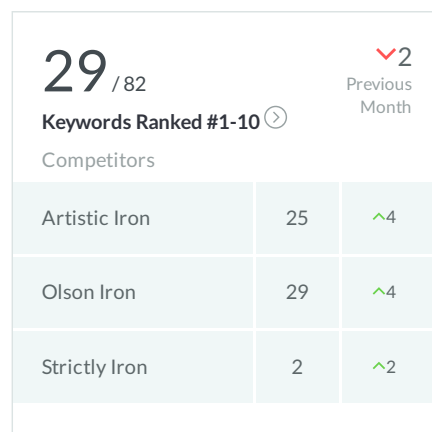 29 / 82
2
Previous
Month
Keywords Ranked #1-10
Competitors
Artistic Iron 25 4
Olson Iron 29 4
Strictly Iron 2 2